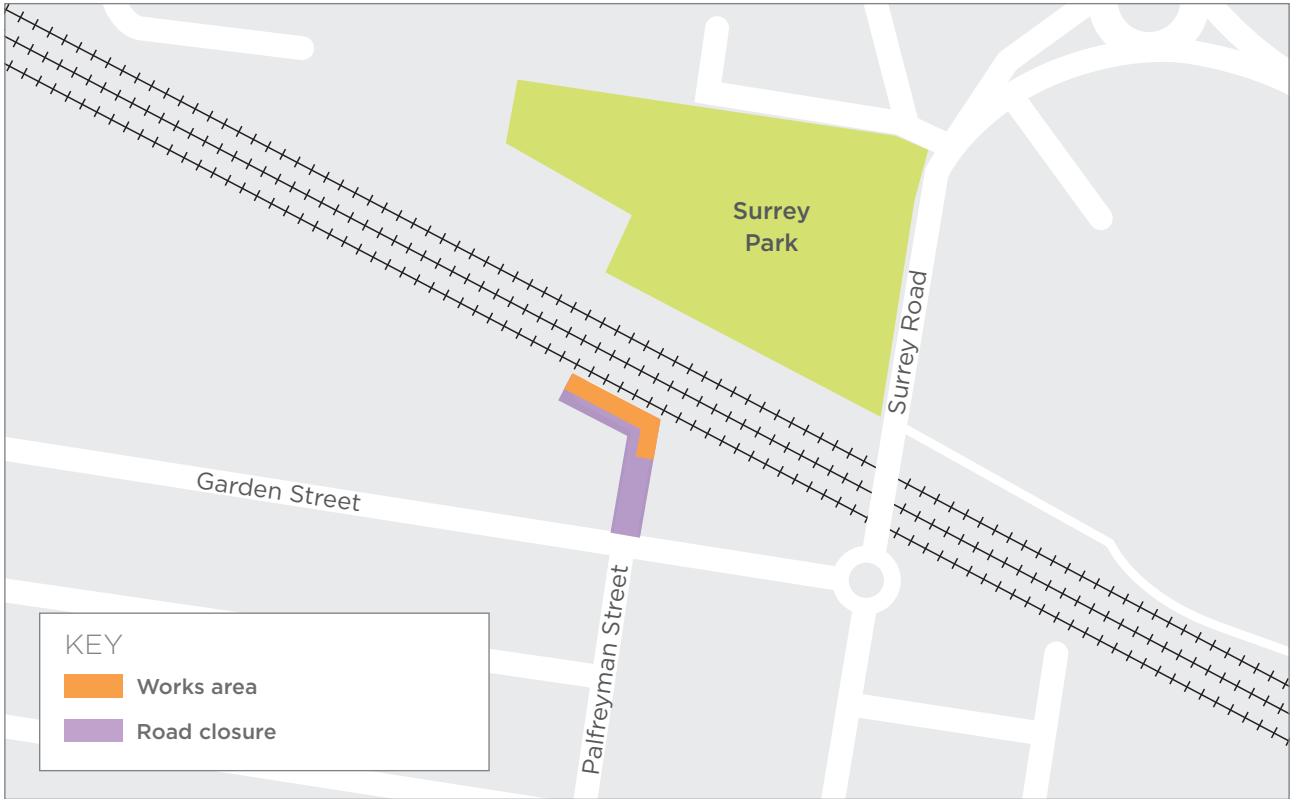 Surrey
Park
Surrey Road
Garden Street
Palfreyman Street
KEY
Works area
Road closure